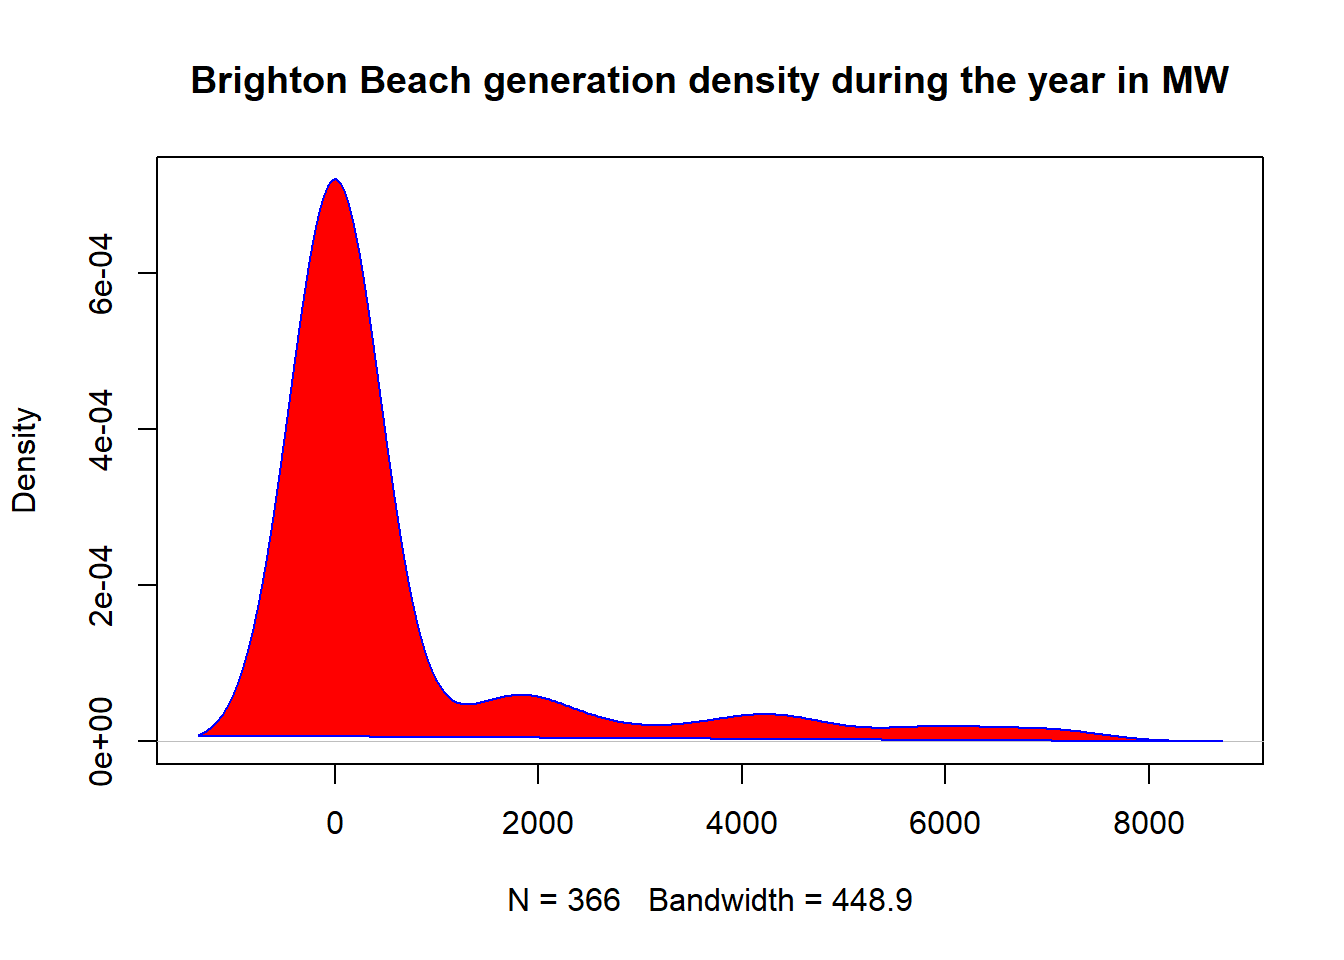 Brighton Beach generation density during the year in MW
Density
6e-04
4e-04
2e-04
0e+00
0 2000 4000 6000 8000
N = 366 Bandwidth = 448.9